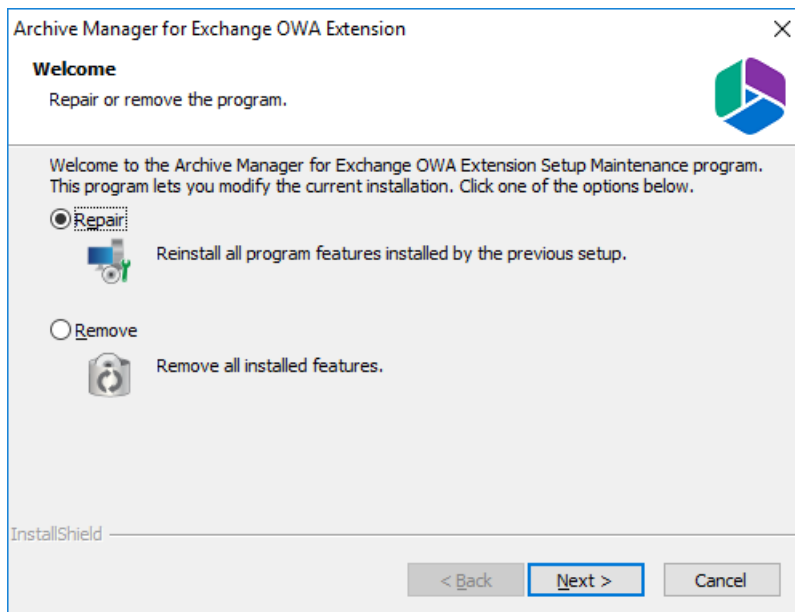 Archive Manager for Exchange OWA Extension
Welcome
Repair or remove the program.
Welcome to the Archive Manager for Exchange OWA Extension Setup Maintenance program.
This program lets you modify the current installation. Click one of the options below.
Repair
Reinstall all program features installed by the previous setup.
Remove
Remove all installed features.
InstallShield
< Back Next > Cancel